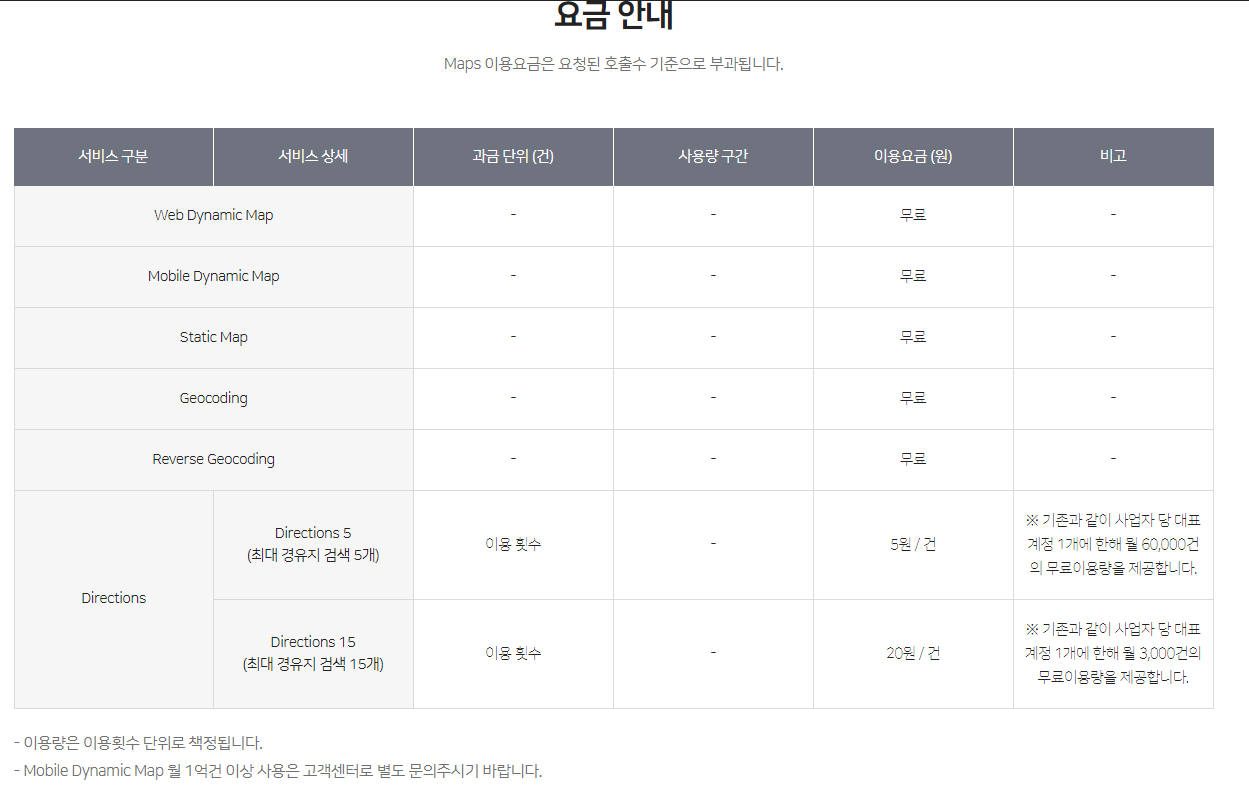 요금 안내
Maps 이용요금은 요청된 호출수 기준으로 부과됩니다.
서비스 구분 서비스 상세 과금 단위 (건) 사용량 구간 이용요금 (원) 비고
Web Dynamic Map - - 무료 -
Mobile Dynamic Map - - 무료 -
Static Map - - 무료 -
Geocoding - - 무료 -
Reverse Geocoding - - 무료 -
Directions
Directions 5
(최대 경유지 검색 5개)
이용 횟수
-
5원 / 건
※ 기존과 같이 사업자 당 대표
계정 1개에 한해 월 60,000건
의 무료이용량을 제공합니다.
Directions 15
(최대 경유지 검색 15개)
이용 횟수
-
20원 / 건
※ 기존과 같이 사업자 당 대표
계정 1개에 한해 월 3,000건의
무료이용량을 제공합니다.
- 이용량은 이용횟수 단위로 책정됩니다.
- Mobile Dynamic Map 월 1억건 이상 사용은 고객센터로 별도 문의주시기 바랍니다.